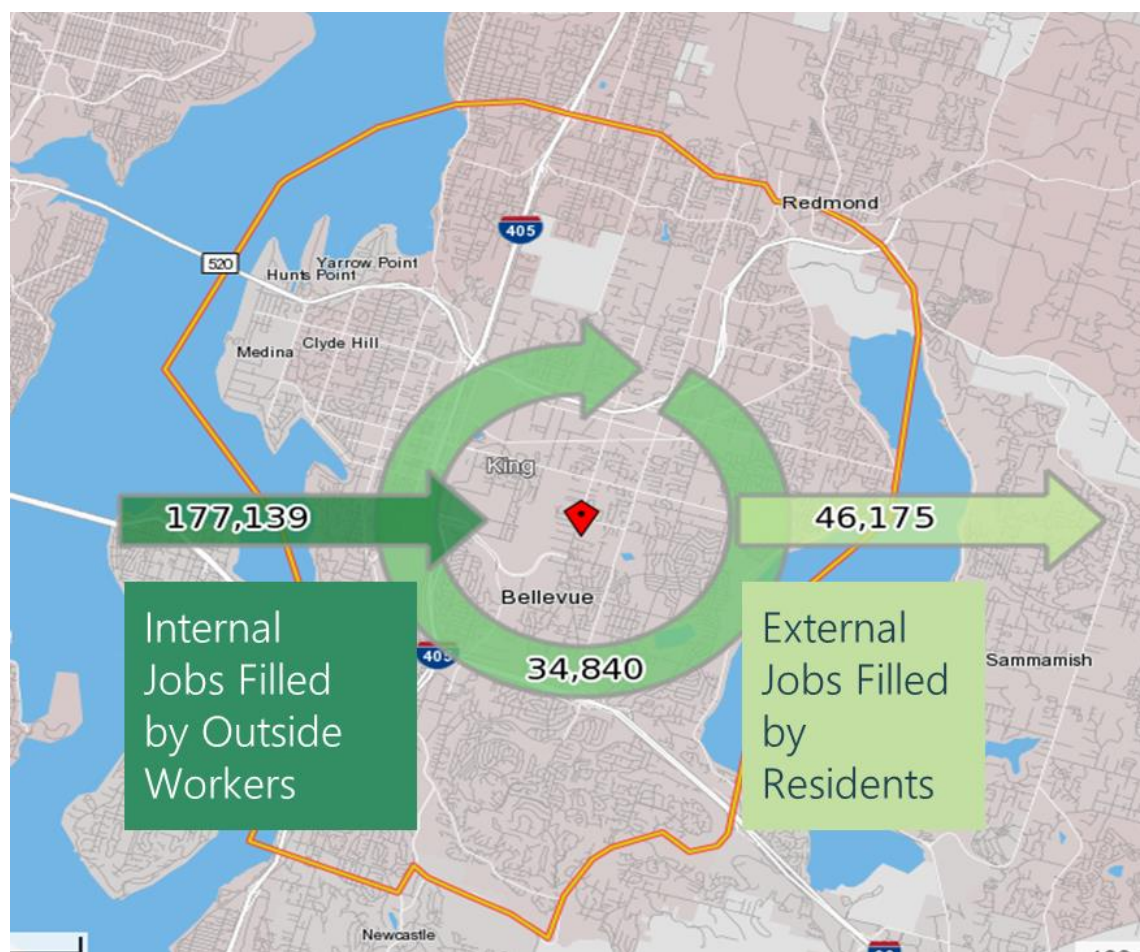 Redmond
405
520
Yarrow Point
Hunts Point
Clyde Hill
Medina
King
177,139
46,175
Bellevue
34,840
405
Sammamish
Internal
Jobs Filled
by Outside
Workers
External
Jobs Filled
by
Residents
Newcastle